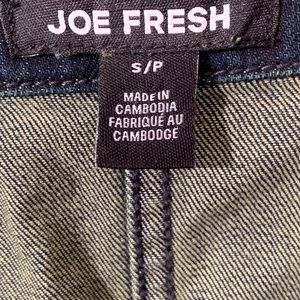 JOE FRESH
S/P
MADE IN
CAMBODIA
FABRIQUÉ AU
CAMBODGE